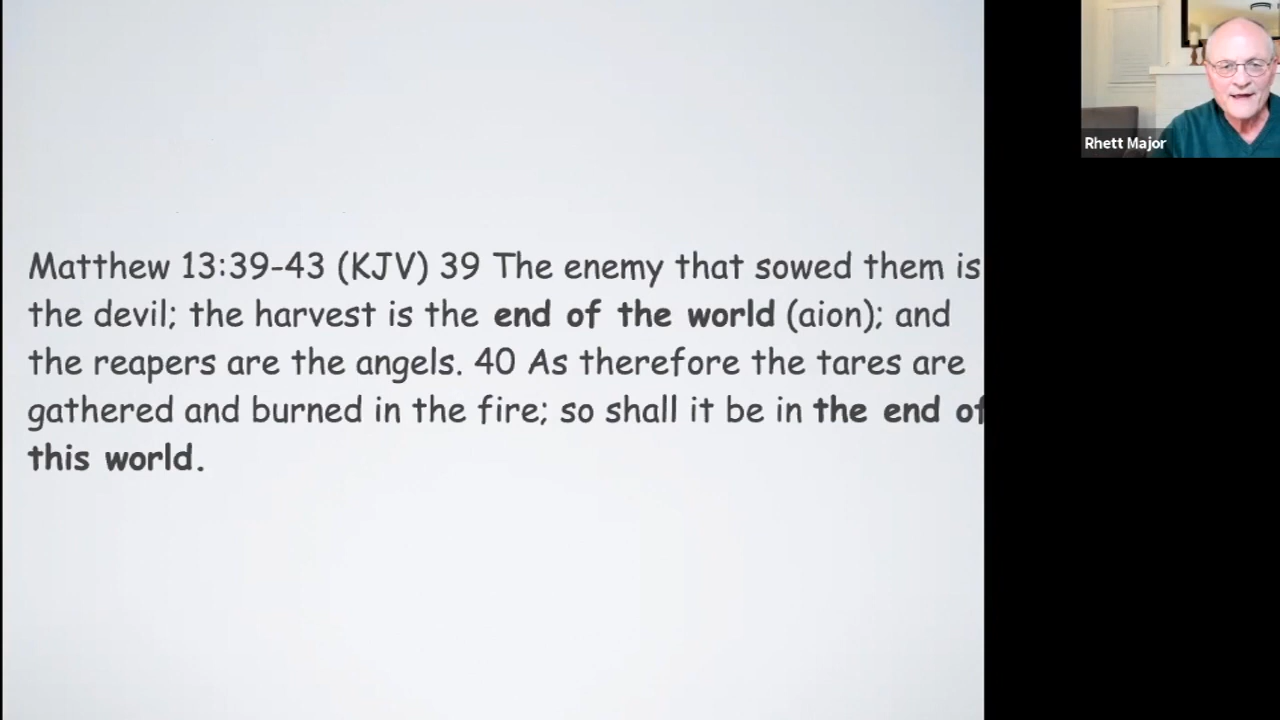 Matthew 13:39-43 (KJV) 39 The enemy that sowed them is
the devil; the harvest is the end of the world (aion); and
the reapers are the angels. 40 As therefore the tares are
gathered and burned in the fire; so shall it be in the end of
this world.
Rhett Major